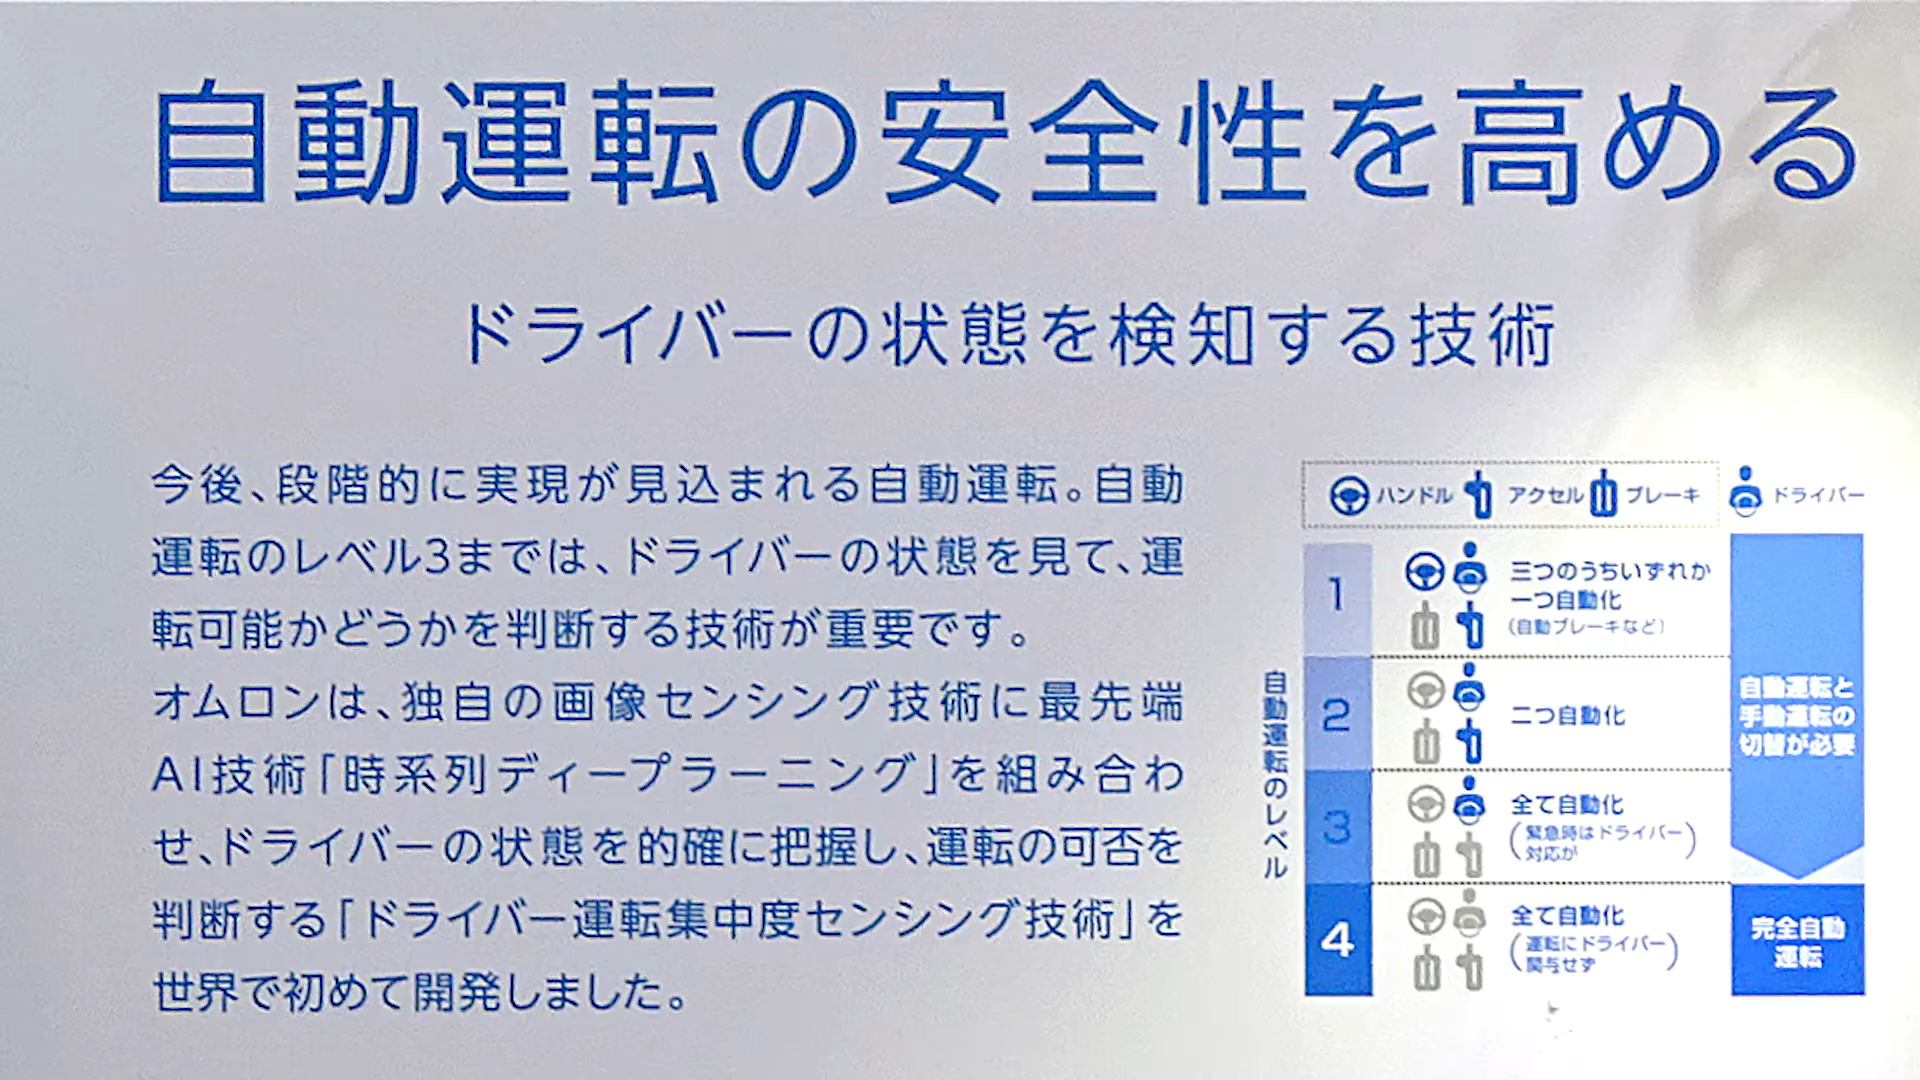 自動運転の安全性を高める
ドライバーの状態を検知する技術
今後、段階的に実現が見込まれる自動運転。自動
運転のレベル3までは、ドライバーの状態を見て、運
転可能かどうかを判断する技術が重要です。
オムロンは、独自の画像センシング技術に最先端
AI技術「時系列ディープラーニング」を組み合わ
せ、ドライバーの状態を的確に把握し、運転の可否を
判断する「ドライバー運転集中度センシング技術」を
世界で初めて開発しました。
ハンドル アクセル ブレーキ ドライバー
自動運転のレベル
1
三つのうちいずれか
一つ自動化
(自動ブレーキなど)
2
二つ自動化
3
全て自動化
(緊急時はドライバー
対応が)
4
全て自動化
(運転にドライバー
関与せず)
自動運転と
手動運転の
切替が必要
完全自動
運転